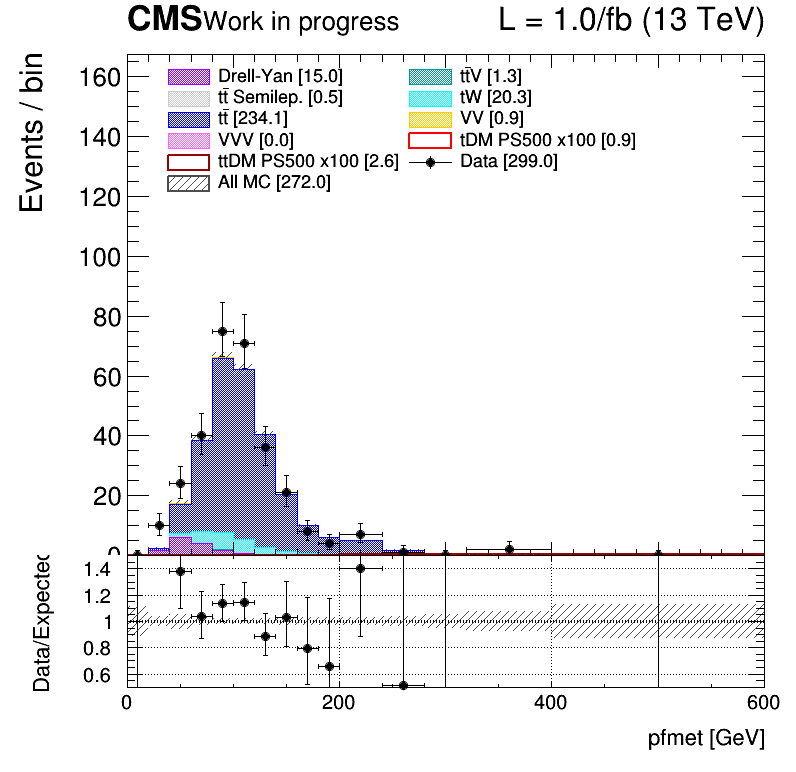 CMS Work in progress L = 1.0/fb (13 TeV)
Events / bin
160
140
120
100
80
60
40
20
0
Drell-Yan [15.0] tt̄V [1.3]
tt̄ Semilep. [0.5] tW [20.3]
tt̄ [234.1] VV [0.9]
VVV [0.0] tDM PS500 x100 [0.9]
ttDM PS500 x100 [2.6] Data [299.0]
All MC [272.0]
Data/Expected
1.4
1.2
1
0.8
0.6
0 200 400 600
pfmet [GeV]